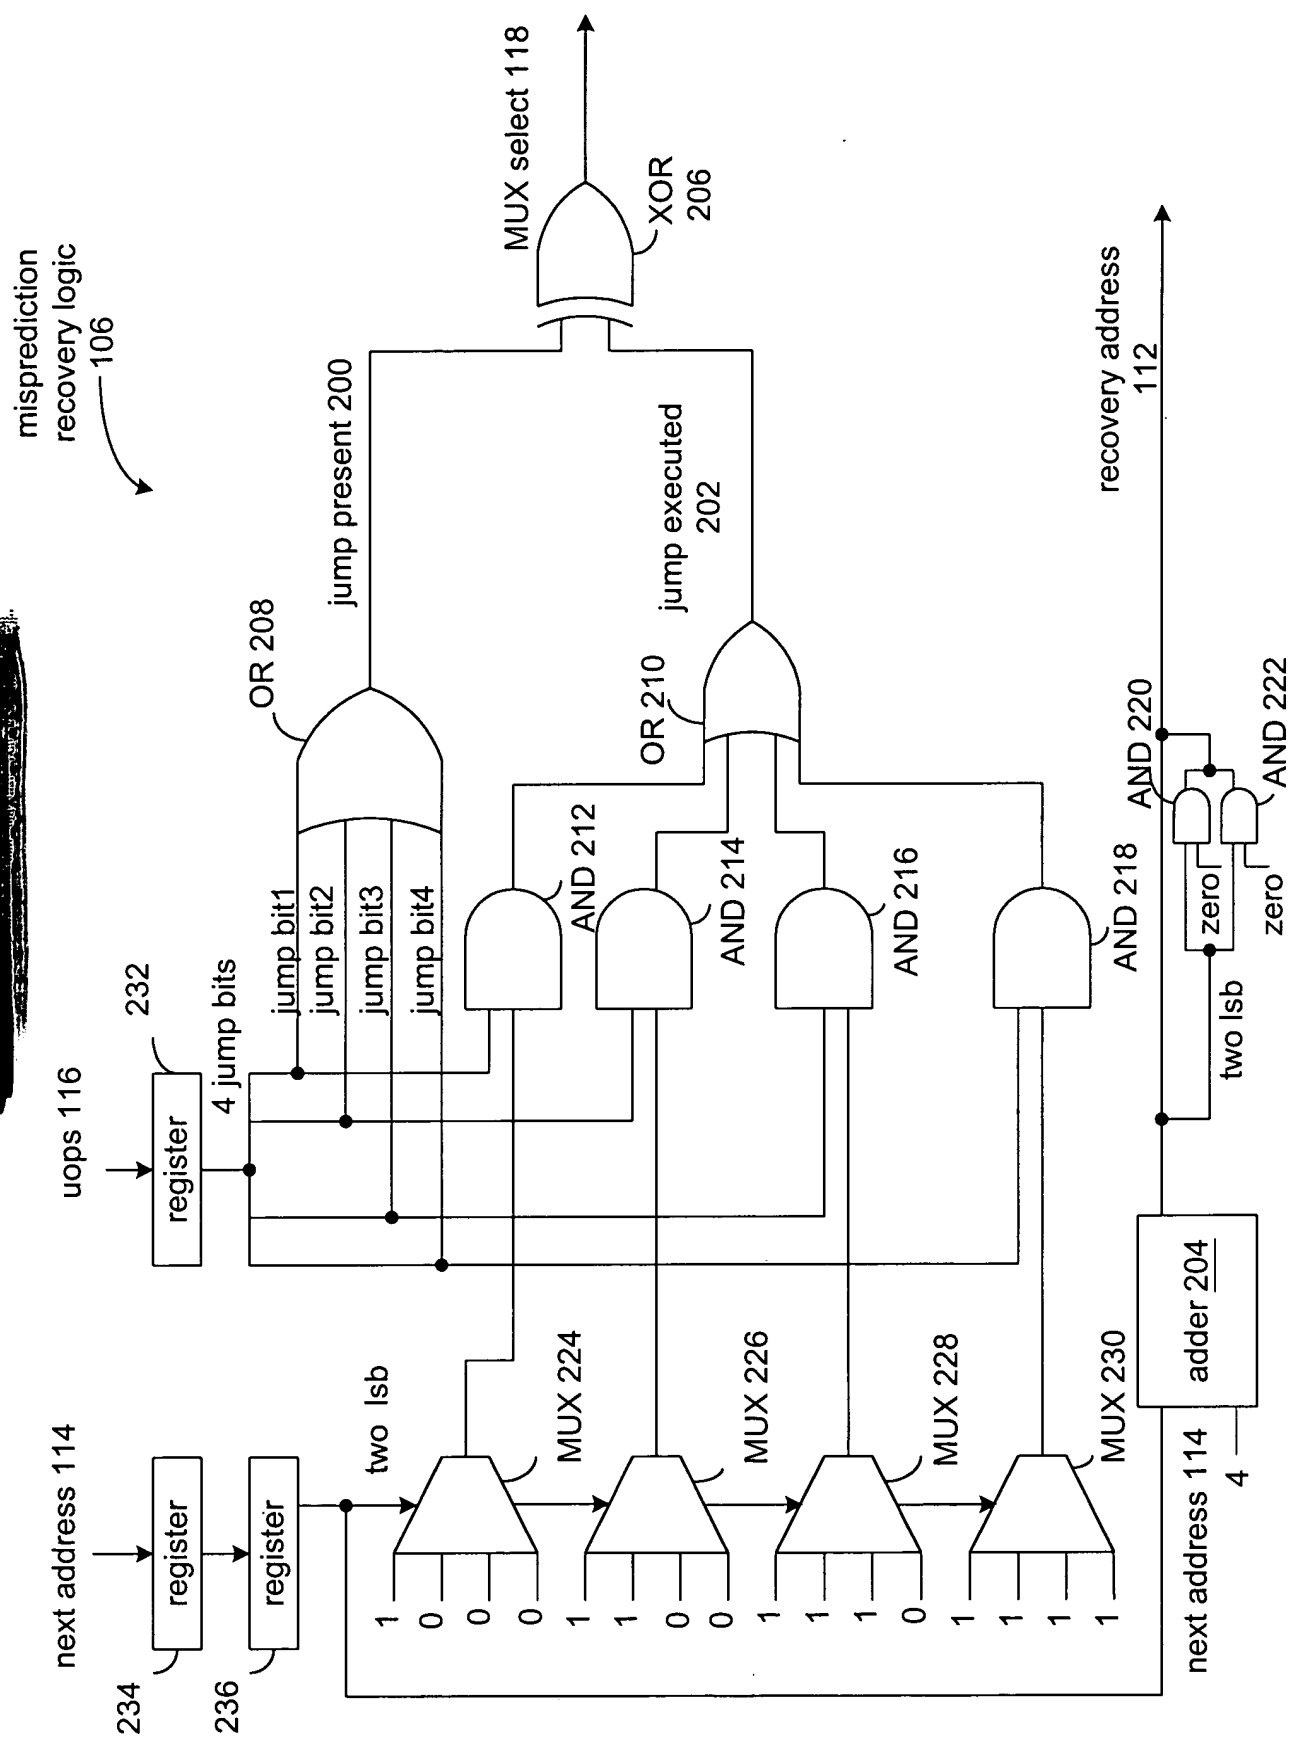 misprediction
recovery logic
106
uops 116
232
register
4 jump bits
jump bit1
jump bit2
jump bit3
jump bit4
OR 208
jump present 200
MUX select 118
XOR
206
next address 114
234
register
236
register
two lsb
AND 212
AND 214
AND 216
AND 218
OR 210
jump executed
202
1
0
0
0
MUX 224
1
1
0
0
MUX 226
1
1
1
0
MUX 228
1
1
1
1
MUX 230
next address 114
4
adder 204
two lsb
zero
zero
AND 220
AND 222
recovery address
112